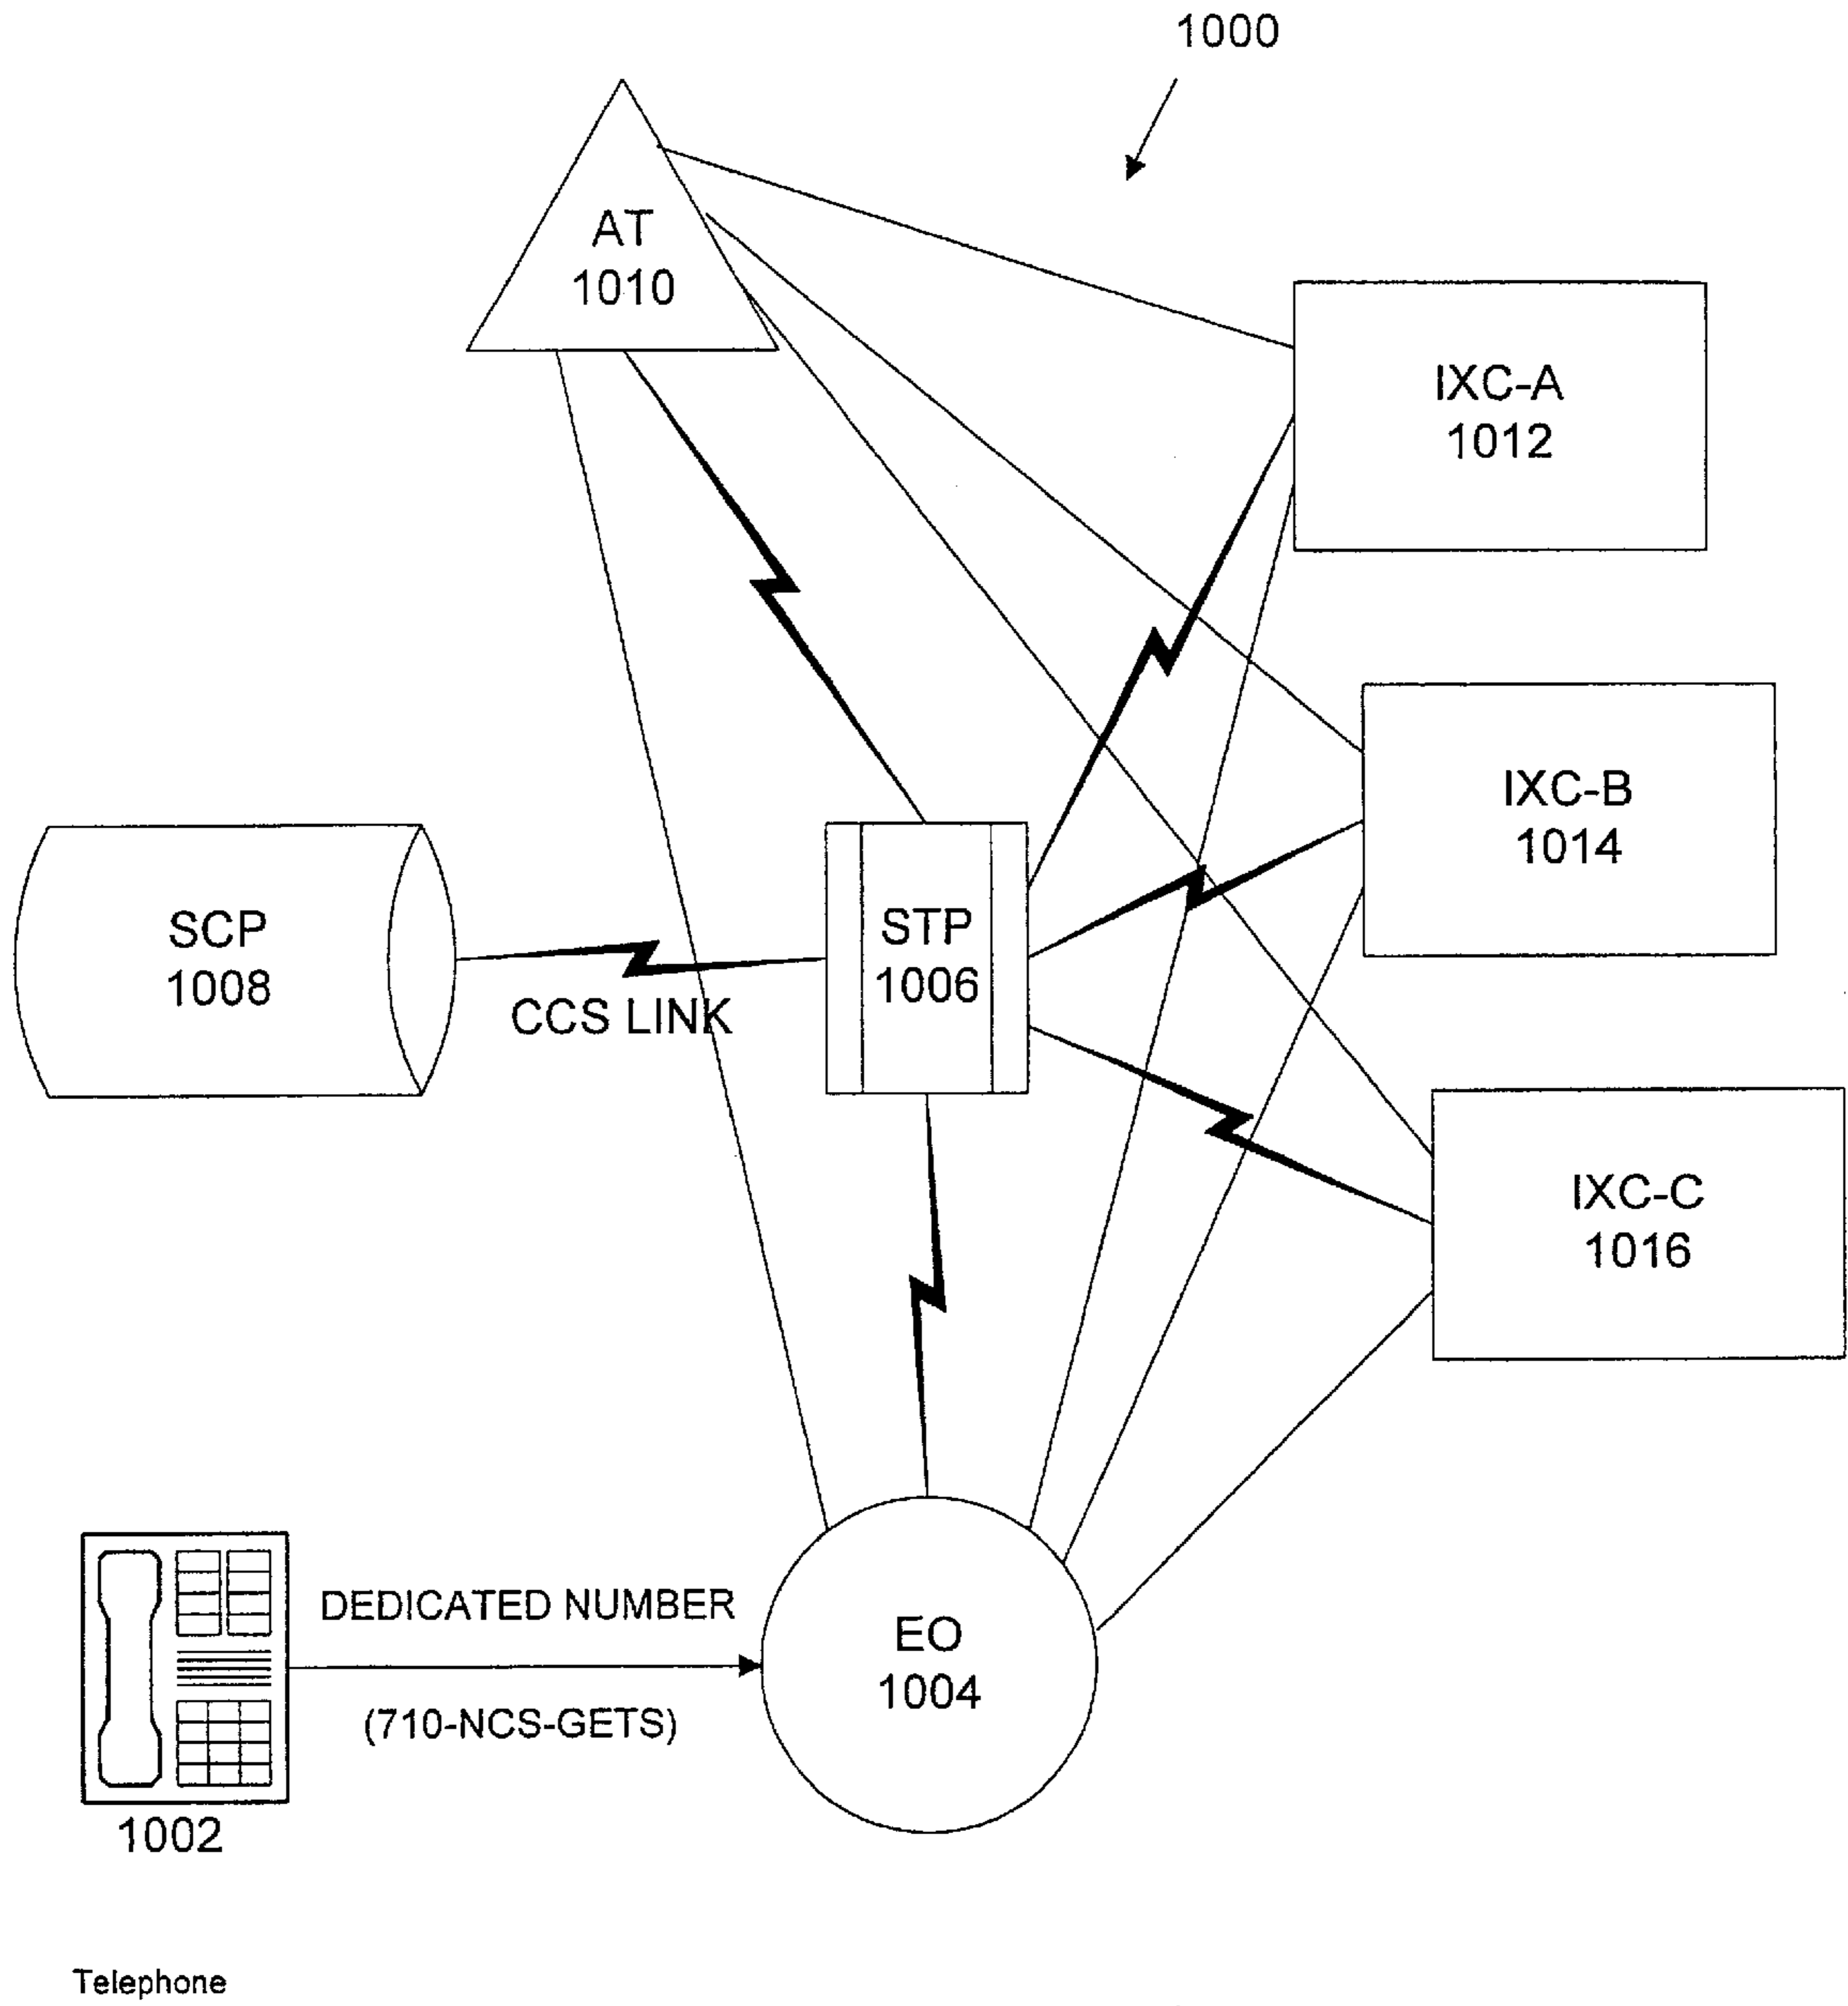 1000
AT
1010
IXC-A
1012
IXC-B
1014
SCP
1008
STP
1006
CCS LINK
IXC-C
1016
DEDICATED NUMBER
(710-NCS-GETS)
EO
1004
1002
Telephone